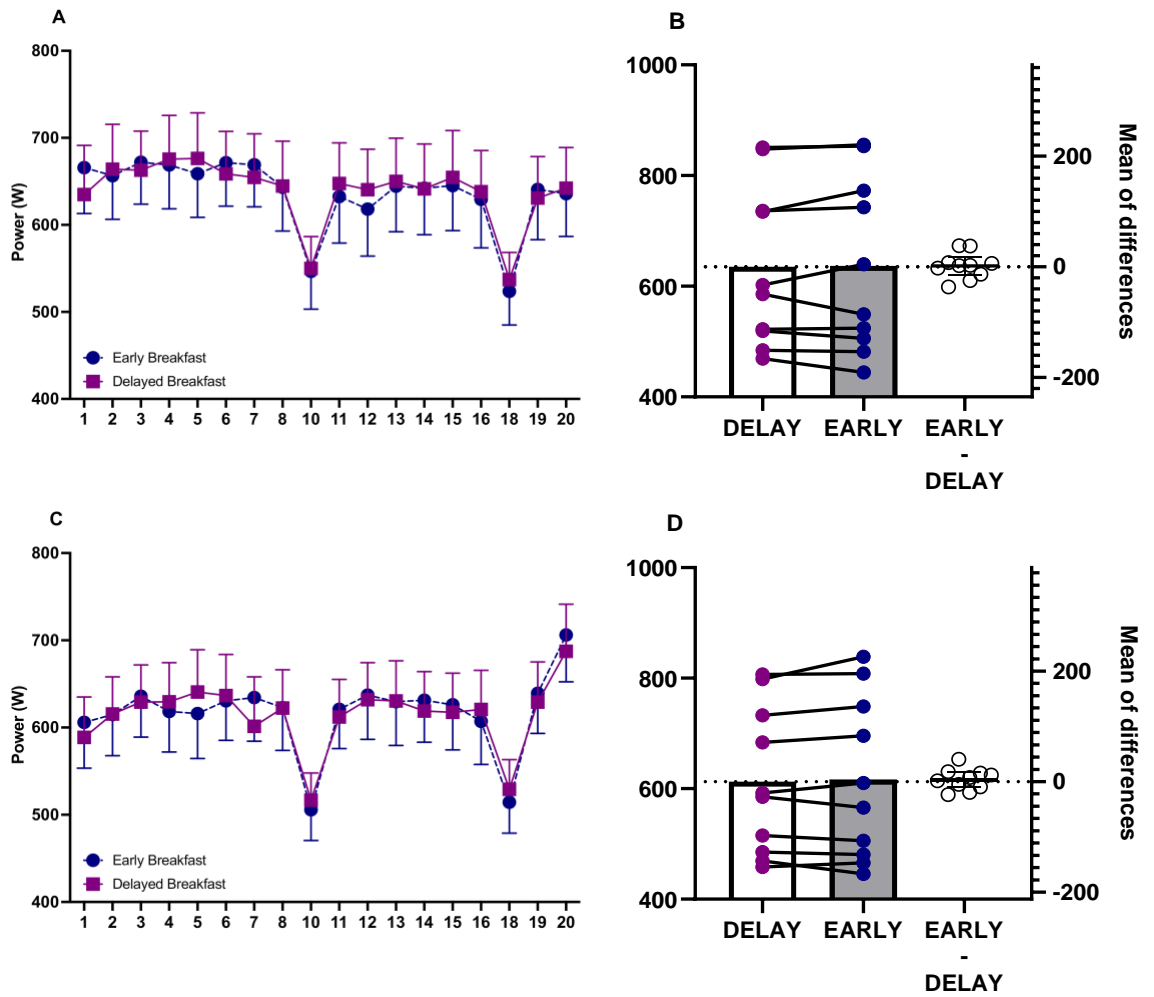 A
800
700
600
500
400
Power (W)
Early Breakfast
Delayed Breakfast
1 2 3 4 5 6 7 8 10 11 12 13 14 15 16 18 19 20
B
1000
800
600
400
200
0
-200
Mean of differences
DELAY EARLY EARLY
-
DELAY
C
800
700
600
500
400
Power (W)
Early Breakfast
Delayed Breakfast
1 2 3 4 5 6 7 8 10 11 12 13 14 15 16 18 19 20
D
1000
800
600
400
200
0
-200
Mean of differences
DELAY EARLY EARLY
-
DELAY